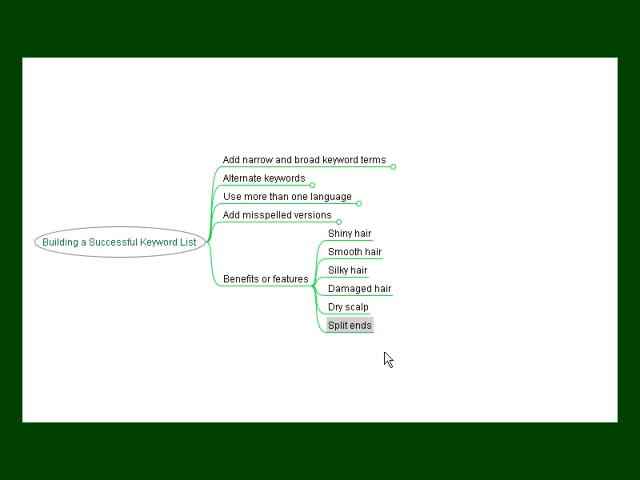 Add narrow and broad keyword terms
Alternate keywords
Use more than one language
Add misspelled versions
Building a Successful Keyword List
Benefits or features
Shiny hair
Smooth hair
Silky hair
Damaged hair
Dry scalp
Split ends